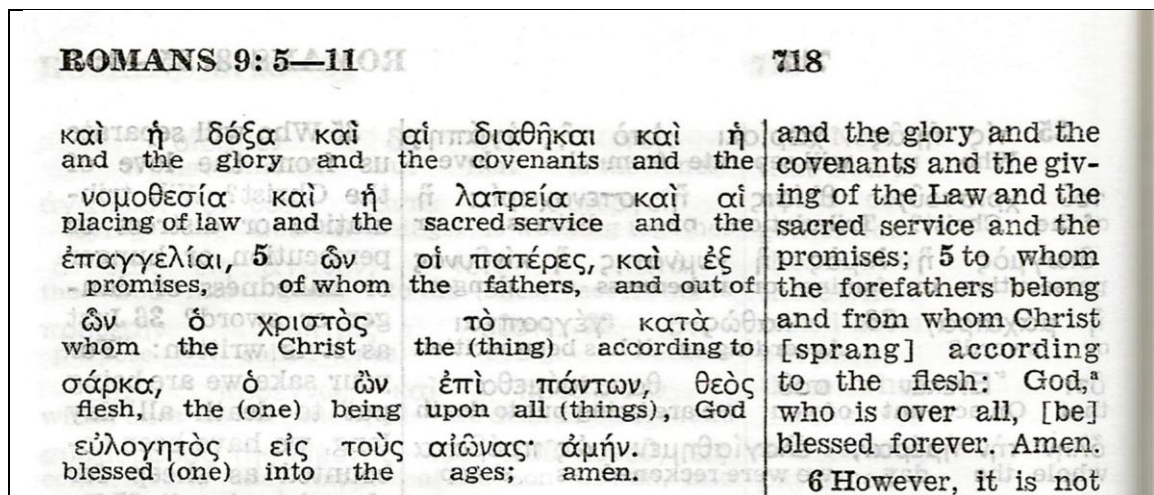 ROMANS 9: 5—11 718
καὶ ἡ δόξα καὶ αἱ διαθῆκαι καὶ ἡ
and the glory and the covenants and the
νομοθεσία καὶ ἡ λατρεία καὶ αἱ
placing of law and the sacred service and the
ἐπαγγελίαι, 5 ὧν οἱ πατέρες, καὶ ἐξ
promises, of whom the fathers, and out of
ὧν ὁ χριστὸς τὸ κατὰ
whom the Christ the (thing) according to
σάρκα, ὁ ὢν ἐπὶ πάντων, θεὸς
flesh, the (one) being upon all (things), God
εὐλογητὸς εἰς τοὺς αἰῶνας· ἀμήν.
blessed (one) into the ages; amen.
and the glory and the
covenants and the giv-
ing of the Law and the
sacred service and the
promises; 5 to whom
the forefathers belong
and from whom Christ
[sprang] according
to the flesh: God,ᵃ
who is over all, [be]
blessed forever. Amen.
6 However, it is not